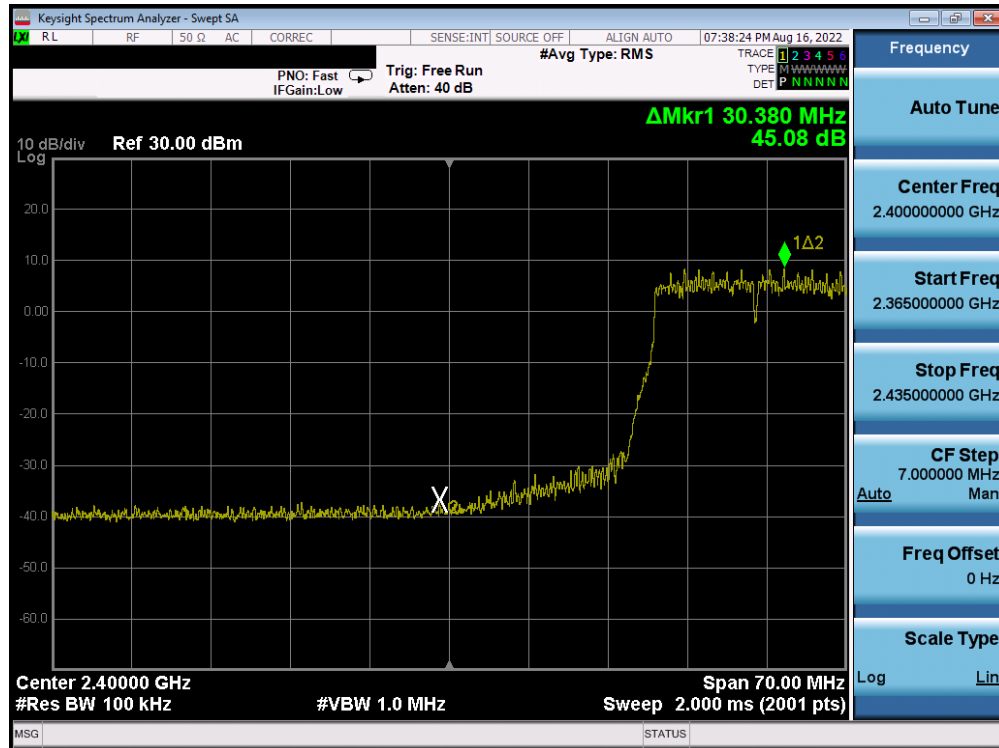 Keysight Spectrum Analyzer - Swept SA
LXI RL RF 50 Ω AC CORREC SENSE:INT SOURCE OFF ALIGN AUTO 07:38:24 PM Aug 16, 2022
#Avg Type: RMS
TRACE 1 2 3 4 5 6
TYPE M WWWWW
DET P N N N N N
PNO: Fast
IFGain:Low
Trig: Free Run
Atten: 40 dB
ΔMkr1 30.380 MHz
45.08 dB
10 dB/div Ref 30.00 dBm
Log
20.0
10.0
0.00
-10.0
-20.0
-30.0
-40.0
-50.0
-60.0
1Δ2
X2
Center 2.40000 GHz
Span 70.00 MHz
#Res BW 100 kHz
#VBW 1.0 MHz
Sweep 2.000 ms (2001 pts)
MSG
STATUS
Frequency
Auto Tune
Center Freq
2.400000000 GHz
Start Freq
2.365000000 GHz
Stop Freq
2.435000000 GHz
CF Step
7.000000 MHz
Auto Man
Freq Offset
0 Hz
Scale Type
Log Lin